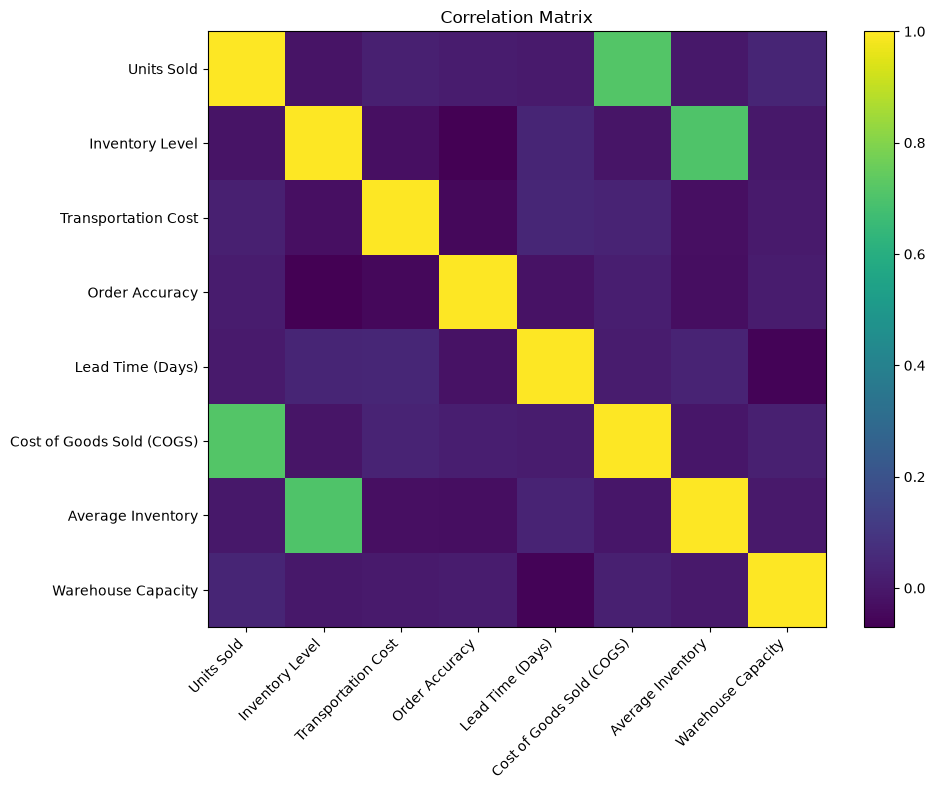 Correlation Matrix
Units Sold
Inventory Level
Transportation Cost
Order Accuracy
Lead Time (Days)
Cost of Goods Sold (COGS)
Average Inventory
Warehouse Capacity
Units Sold
Inventory Level
Transportation Cost
Order Accuracy
Lead Time (Days)
Cost of Goods Sold (COGS)
Average Inventory
Warehouse Capacity
1.0
0.8
0.6
0.4
0.2
0.0